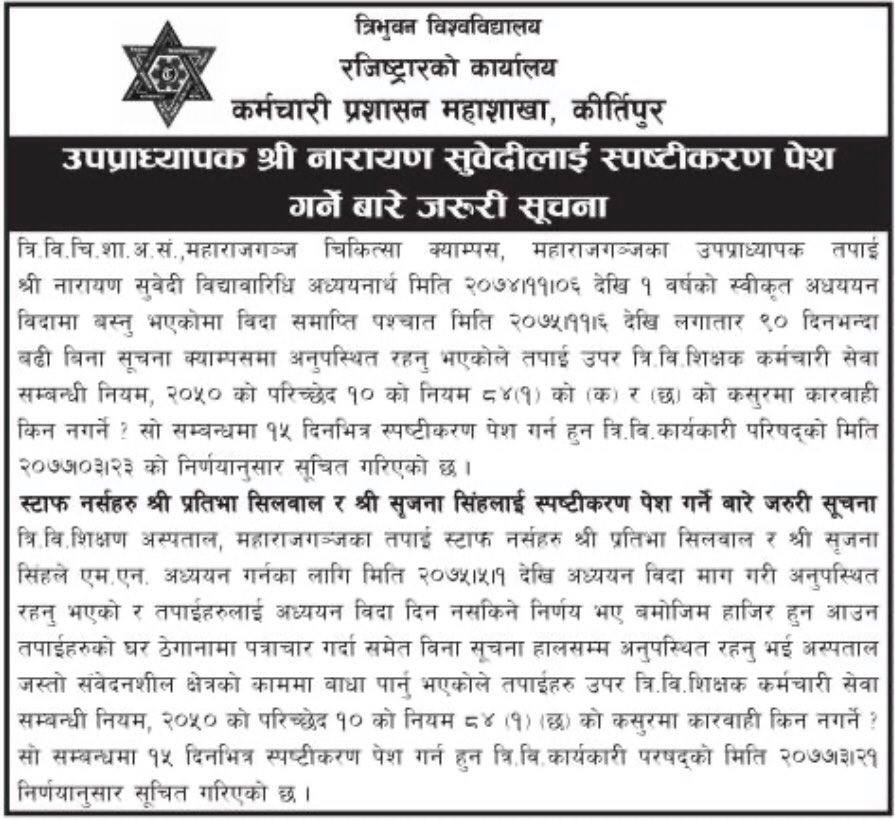 त्रिभुवन विश्वविद्यालय
रजिष्ट्रारको कार्यालय
कर्मचारी प्रशासन महाशाखा, कीर्तिपुर
उपप्राध्यापक श्री नारायण सुवेदीलाई स्पष्टीकरण पेश
गर्ने बारे जरुरी सूचना
त्रि.वि.चि.शा.अ.सं.,महाराजगञ्ज चिकित्सा क्याम्पस, महाराजगञ्जका उपप्राध्यापक तपाई
श्री नारायण सुवेदी विद्यावारिधि अध्ययनार्थ मिति २०७४।११।०६ देखि १ वर्षको स्वीकृत अधययन
विदामा बस्नु भएकोमा विदा समाप्ति पश्चात मिति २०७५।११।६ देखि लगातार ९० दिनभन्दा
बढी बिना सूचना क्याम्पसमा अनुपस्थित रहनु भएकोले तपाई उपर त्रि.वि.शिक्षक कर्मचारी सेवा
सम्बन्धी नियम, २०५० को परिच्छेद १० को नियम ८४(१) को (क) र (छ) को कसुरमा कारवाही
किन नगर्ने ? सो सम्बन्धमा १५ दिनभित्र स्पष्टीकरण पेश गर्न हुन त्रि.वि.कार्यकारी परिषद्को मिति
२०७७।०३।२३ को निर्णयानुसार सूचित गरिएको छ ।
स्टाफ नर्सहरु श्री प्रतिभा सिलवाल र श्री सृजना सिंहलाई स्पष्टीकरण पेश गर्ने बारे जरुरी सूचना
त्रि.वि.शिक्षण अस्पताल, महाराजगञ्जका तपाई स्टाफ नर्सहरु श्री प्रतिभा सिलवाल र श्री सृजना
सिंहले एम.एन. अध्ययन गर्नका लागि मिति २०७५।५।१ देखि अध्ययन विदा माग गरी अनुपस्थित
रहनु भएको र तपाईहरुलाई अध्ययन विदा दिन नसकिने निर्णय भए बमोजिम हाजिर हुन आउन
तपाईहरुको घर ठेगानामा पत्राचार गर्दा समेत विना सूचना हालसम्म अनुपस्थित रहनु भई अस्पताल
जस्तो संवेदनशील क्षेत्रको काममा बाधा पार्नु भएकोले तपाईहरु उपर त्रि.वि.शिक्षक कर्मचारी सेवा
सम्बन्धी नियम, २०५० को परिच्छेद १० को नियम ८४ (१) (छ) को कसुरमा कारवाही किन नगर्ने ?
सो सम्बन्धमा १५ दिनभित्र स्पष्टीकरण पेश गर्न हुन त्रि.वि.कार्यकारी परषद्को मिति २०७७।३।२१
निर्णयानुसार सूचित गरिएको छ ।